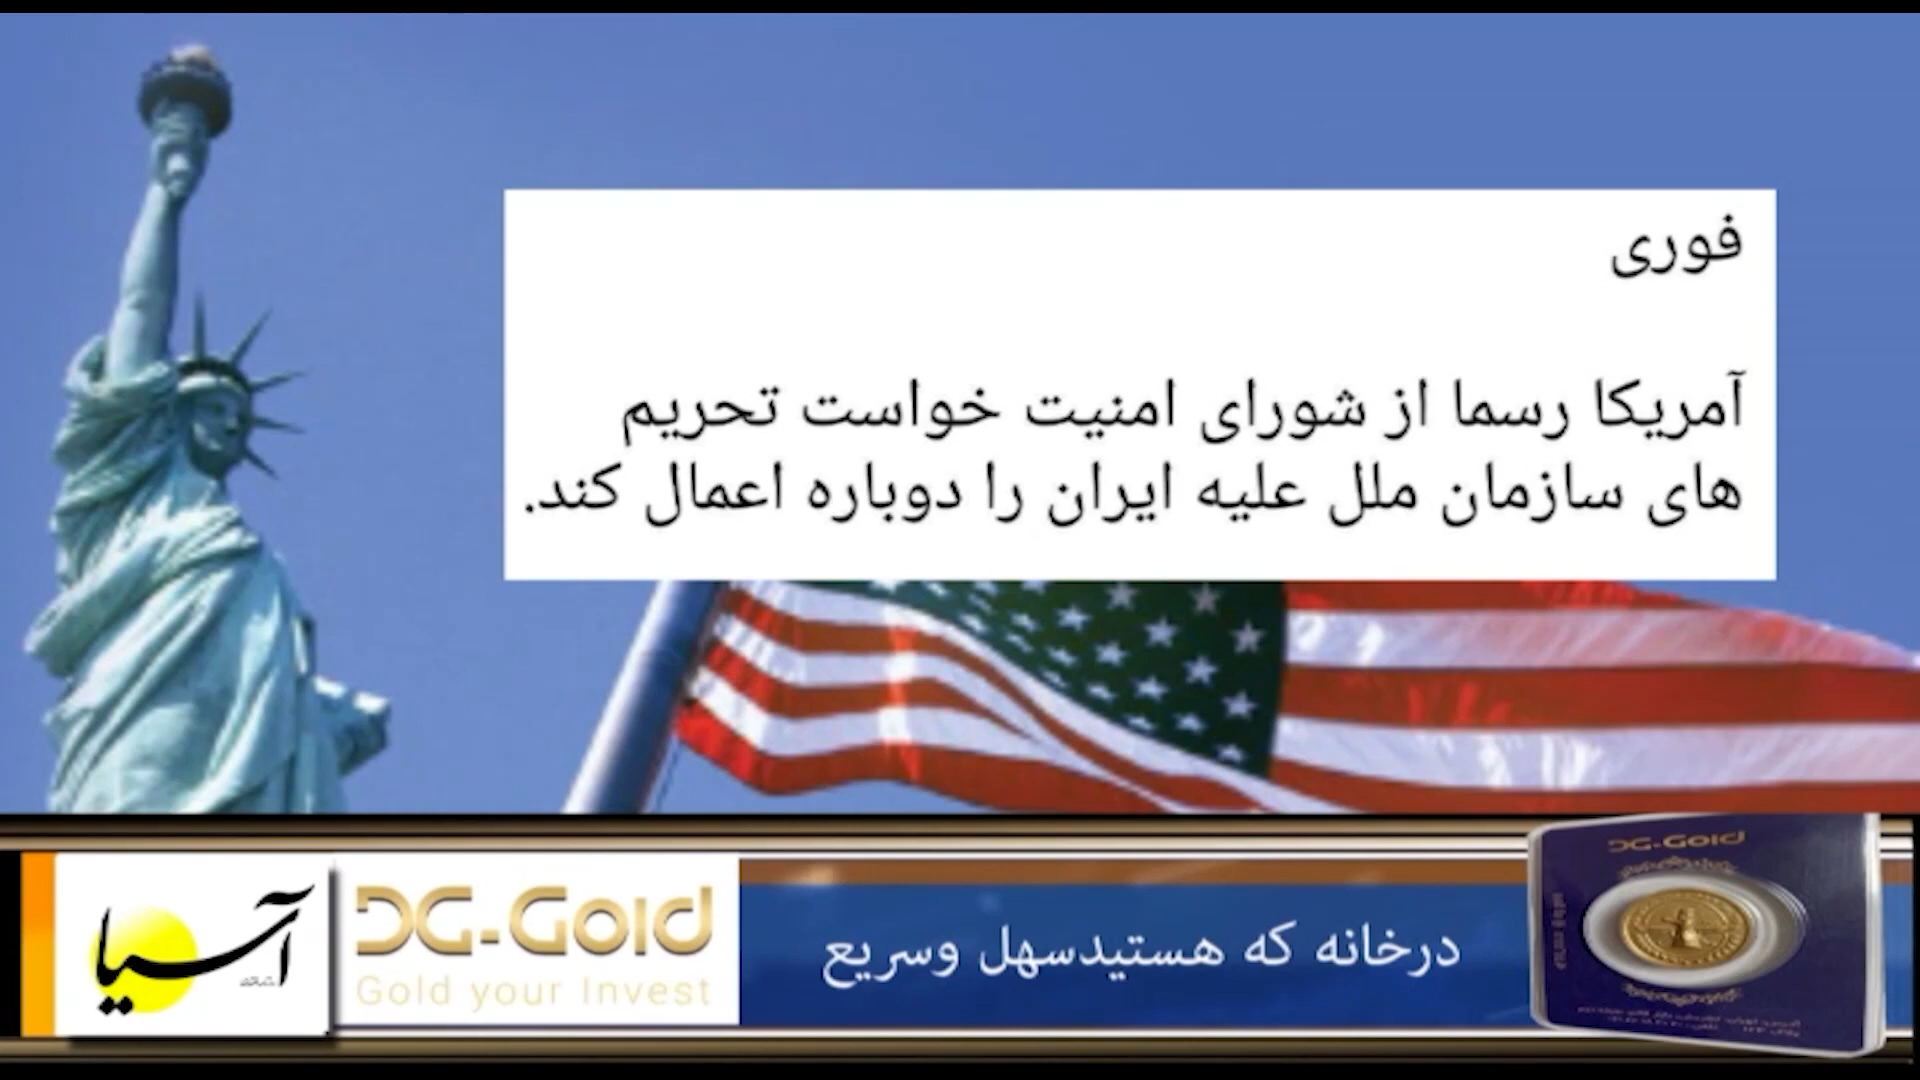 فوری
آمریکا رسما از شورای امنیت خواست تحریم
های سازمان ملل علیه ایران را دوباره اعمال کند.
آسیا
DG-Gold
Gold your Invest
درخانه که هستیدسهل وسریع
DG-Gold